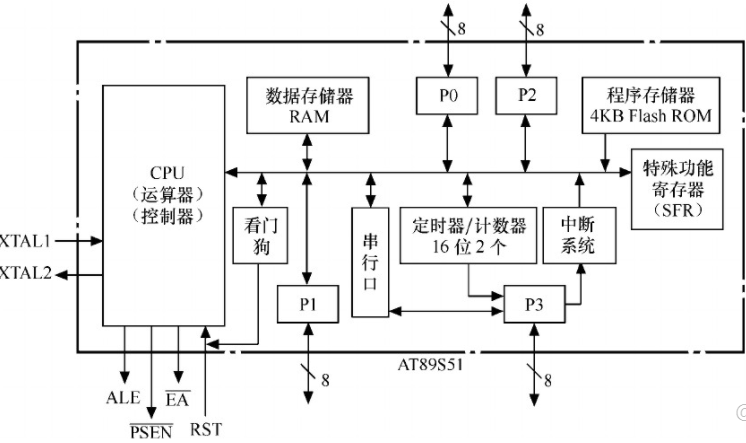 8
8
数据存储器
RAM
P0
P2
程序存储器
4KB Flash ROM
CPU
（运算器）
（控制器）
特殊功能
寄存器
（SFR）
看门
狗
串
行
口
定时器/计数器
16 位 2 个
中断
系统
XTAL1
XTAL2
P1
P3
AT89S51
8
8
ALE
EA
PSEN
RST